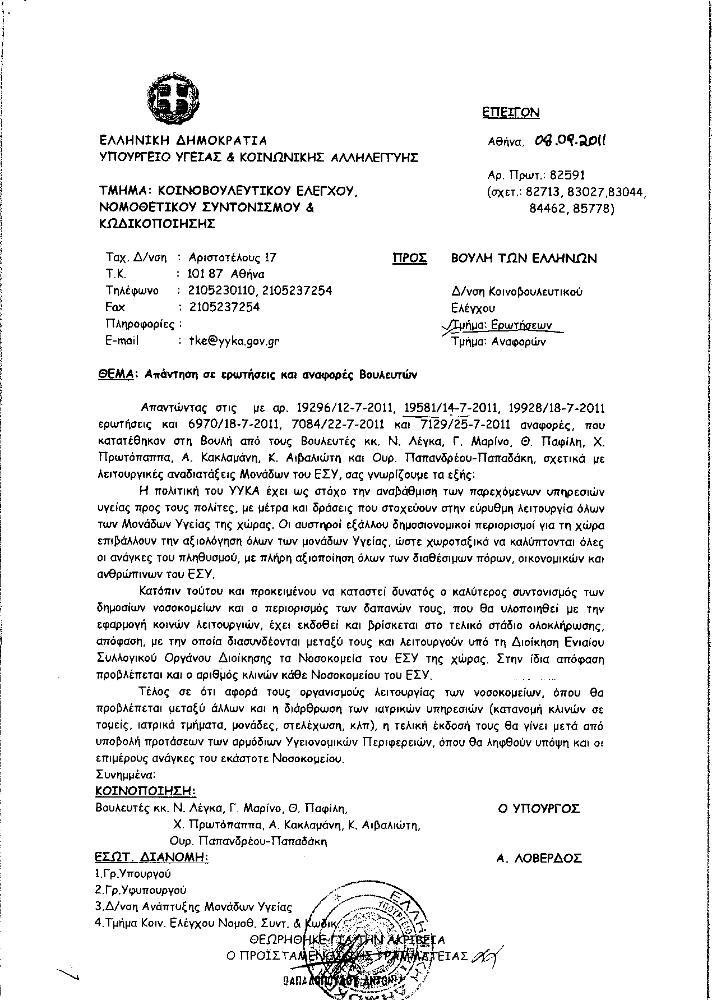 ΕΠΕΙΓΟΝ
ΕΛΛΗΝΙΚΗ ΔΗΜΟΚΡΑΤΙΑ
ΥΠΟΥΡΓΕΙΟ ΥΓΕΙΑΣ & ΚΟΙΝΩΝΙΚΗΣ ΑΛΛΗΛΕΓΓΥΗΣ
Αθήνα, 08.09.2011
Αρ. Πρωτ.: 82591
(σχετ.: 82713, 83027,83044,
84462, 85778)
ΤΜΗΜΑ: ΚΟΙΝΟΒΟΥΛΕΥΤΙΚΟΥ ΕΛΕΓΧΟΥ,
ΝΟΜΟΘΕΤΙΚΟΥ ΣΥΝΤΟΝΙΣΜΟΥ &
ΚΩΔΙΚΟΠΟΙΗΣΗΣ
Ταχ. Δ/νση : Αριστοτέλους 17
Τ.Κ. : 101 87 Αθήνα
Τηλέφωνο : 2105230110, 2105237254
Fax : 2105237254
Πληροφορίες :
E-mail : tke@yyka.gov.gr
ΠΡΟΣ ΒΟΥΛΗ ΤΩΝ ΕΛΛΗΝΩΝ
Δ/νση Κοινοβουλευτικού
Ελέγχου
Τμήμα: Ερωτήσεων
Τμήμα: Αναφορών
ΘΕΜΑ: Απάντηση σε ερωτήσεις και αναφορές Βουλευτών
Απαντώντας στις με αρ. 19296/12-7-2011, 19581/14-7-2011, 19928/18-7-2011
ερωτήσεις και 6970/18-7-2011, 7084/22-7-2011 και 7129/25-7-2011 αναφορές, που
κατατέθηκαν στη Βουλή από τους Βουλευτές κκ. Ν. Λέγκα, Γ. Μαρίνο, Θ. Παφίλη, Χ.
Πρωτόπαππα, Α. Κακλαμάνη, Κ. Αιβαλιώτη και Ουρ. Παπανδρέου-Παπαδάκη, σχετικά με
λειτουργικές αναδιατάξεις Μονάδων του ΕΣΥ, σας γνωρίζουμε τα εξής:
Η πολιτική του ΥΥΚΑ έχει ως στόχο την αναβάθμιση των παρεχόμενων υπηρεσιών
υγείας προς τους πολίτες, με μέτρα και δράσεις που στοχεύουν στην εύρυθμη λειτουργία όλων
των Μονάδων Υγείας της χώρας. Οι αυστηροί εξάλλου δημοσιονομικοί περιορισμοί για τη χώρα
επιβάλλουν την αξιολόγηση όλων των μονάδων Υγείας, ώστε χωροταξικά να καλύπτονται όλες
οι ανάγκες του πληθυσμού, με πλήρη αξιοποίηση όλων των διαθέσιμων πόρων, οικονομικών και
ανθρώπινων του ΕΣΥ.
Κατόπιν τούτου και προκειμένου να καταστεί δυνατός ο καλύτερος συντονισμός των
δημοσίων νοσοκομείων και ο περιορισμός των δαπανών τους, που θα υλοποιηθεί με την
εφαρμογή κοινών λειτουργιών, έχει εκδοθεί και βρίσκεται στο τελικό στάδιο ολοκλήρωσης,
απόφαση, με την οποία διασυνδέονται μεταξύ τους και λειτουργούν υπό τη Διοίκηση Ενιαίου
Συλλογικού Οργάνου Διοίκησης τα Νοσοκομεία του ΕΣΥ της χώρας. Στην ίδια απόφαση
προβλέπεται και ο αριθμός κλινών κάθε Νοσοκομείου του ΕΣΥ.
Τέλος σε ότι αφορά τους οργανισμούς λειτουργίας των νοσοκομείων, όπου θα
προβλέπεται μεταξύ άλλων και η διάρθρωση των ιατρικών υπηρεσιών (κατανομή κλινών σε
τομείς, ιατρικά τμήματα, μονάδες, στελέχωση, κλπ), η τελική έκδοσή τους θα γίνει μετά από
υποβολή προτάσεων των αρμόδιων Υγειονομικών Περιφερειών, όπου θα ληφθούν υπόψη και οι
επιμέρους ανάγκες του εκάστοτε Νοσοκομείου.
Συνημμένα:
ΚΟΙΝΟΠΟΙΗΣΗ:
Βουλευτές κκ. Ν. Λέγκα, Γ. Μαρίνο, Θ. Παφίλη,
Χ. Πρωτόπαππα, Α. Κακλαμάνη, Κ. Αιβαλιώτη,
Ουρ. Παπανδρέου-Παπαδάκη
Ο ΥΠΟΥΡΓΟΣ
Α. ΛΟΒΕΡΔΟΣ
ΕΣΩΤ. ΔΙΑΝΟΜΗ:
1.Γρ.Υπουργού
2.Γρ.Υφυπουργού
3.Δ/νση Ανάπτυξης Μονάδων Υγείας
4.Τμήμα Κοιν. Ελέγχου Νομοθ. Συντ. & Κωδικ.
ΘΕΩΡΗΘΗΚΕ ΓΙΑ ΤΗΝ ΑΚΡΙΒΕΙΑ
Ο ΠΡΟΪΣΤΑΜΕΝΟΣ ΤΗΣ ΓΡΑΜΜΑΤΕΙΑΣ